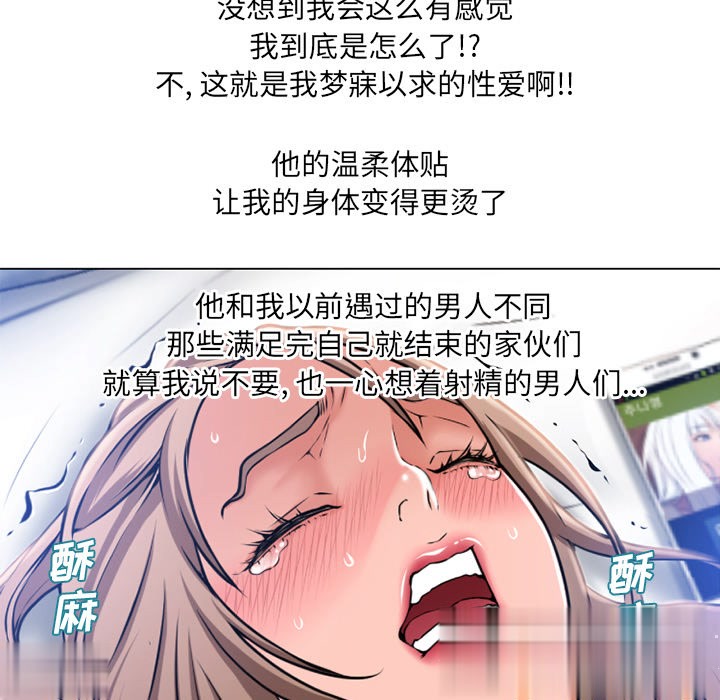 没想到我会这么有感觉
我到底是怎么了!?
不, 这就是我梦寐以求的性爱啊!!
他的温柔体贴
让我的身体变得更烫了
他和我以前遇过的男人不同
那些满足完自己就结束的家伙们
就算我说不要, 也一心想着射精的男人们...
酥
麻
酥